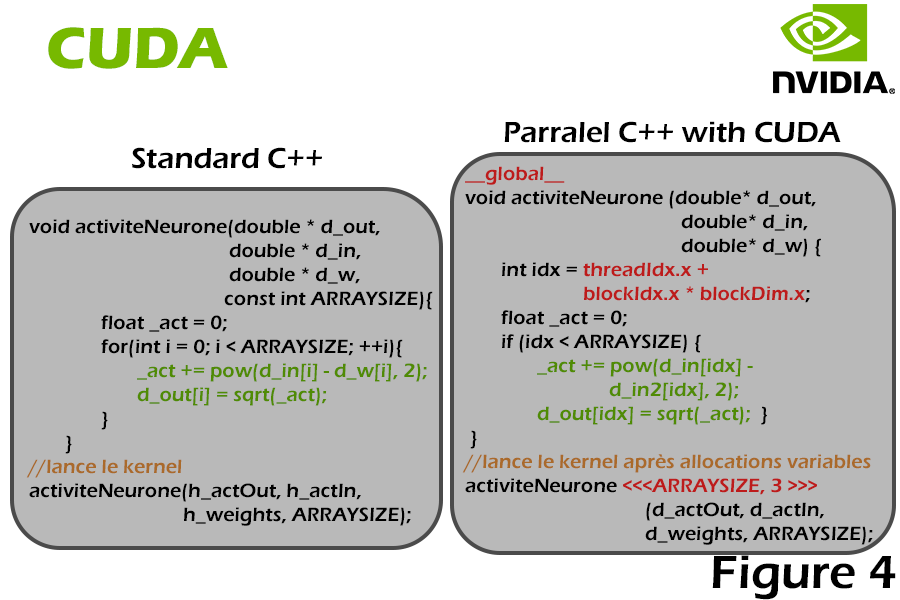 CUDA
nVIDIA®
Standard C++
void activiteNeurone(double * d_out,
double * d_in,
double * d_w,
const int ARRAYSIZE){
float _act = 0;
for(int i = 0; i < ARRAYSIZE; ++i){
_act += pow(d_in[i] - d_w[i], 2);
d_out[i] = sqrt(_act);
}
}
//lance le kernel
activiteNeurone(h_actOut, h_actIn,
h_weights, ARRAYSIZE);
Parralel C++ with CUDA
__global__
void activiteNeurone (double* d_out,
double* d_in,
double* d_w) {
int idx = threadIdx.x +
blockIdx.x * blockDim.x;
float _act = 0;
if (idx < ARRAYSIZE) {
_act += pow(d_in[idx] -
d_in2[idx], 2);
d_out[idx] = sqrt(_act); }
}
//lance le kernel après allocations variables
activiteNeurone <<<ARRAYSIZE, 3 >>>
(d_actOut, d_actIn,
d_weights, ARRAYSIZE);
Figure 4